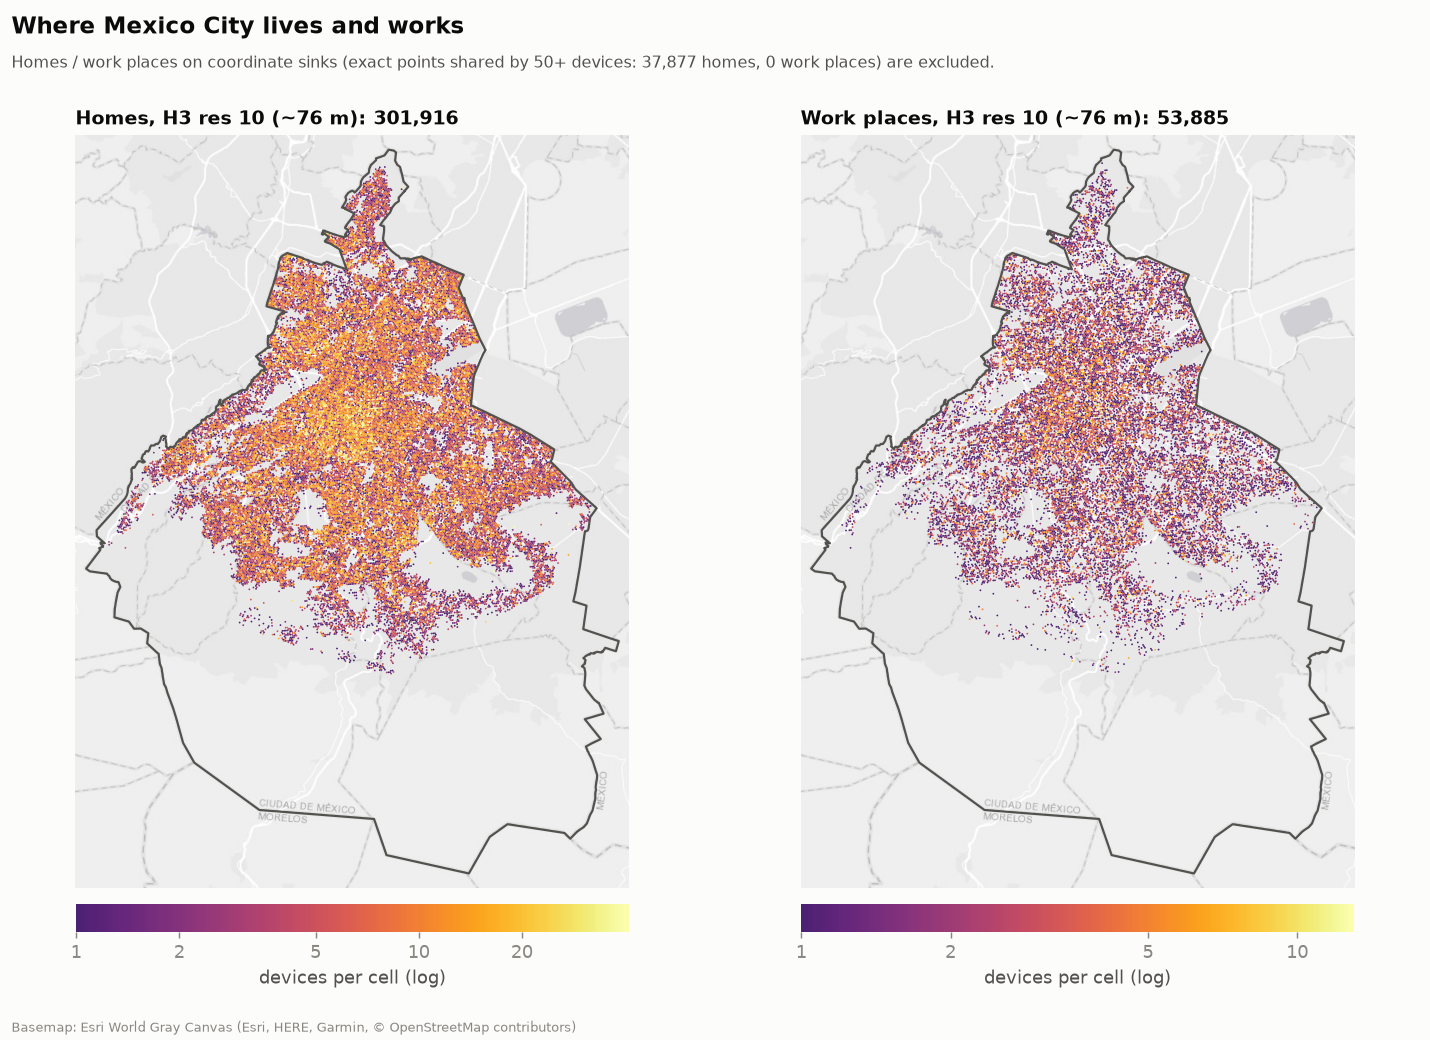 Where Mexico City lives and works
Homes / work places on coordinate sinks (exact points shared by 50+ devices: 37,877 homes, 0 work places) are excluded.
Homes, H3 res 10 (~76 m): 301,916
MÉXICO
CIUDAD
CIUDAD DE MÉXICO
MORELOS
MÉXICO
1 2 5 10 20
devices per cell (log)
Work places, H3 res 10 (~76 m): 53,885
MÉXICO
CIUDAD
CIUDAD DE MÉXICO
MORELOS
MÉXICO
1 2 5 10
devices per cell (log)
Basemap: Esri World Gray Canvas (Esri, HERE, Garmin, © OpenStreetMap contributors)